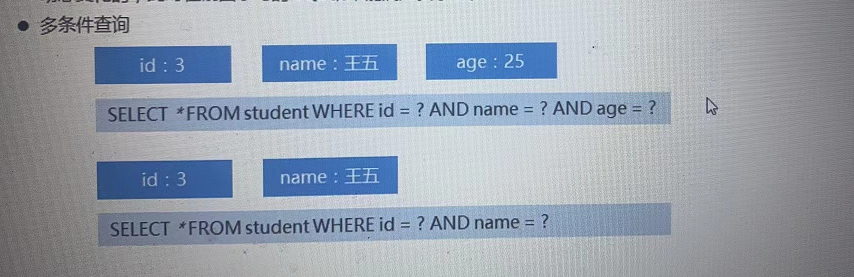 ● 多条件查询
id：3 name：王五 age：25
SELECT *FROM student WHERE id = ? AND name = ? AND age = ?
id：3 name：王五
SELECT *FROM student WHERE id = ? AND name = ?